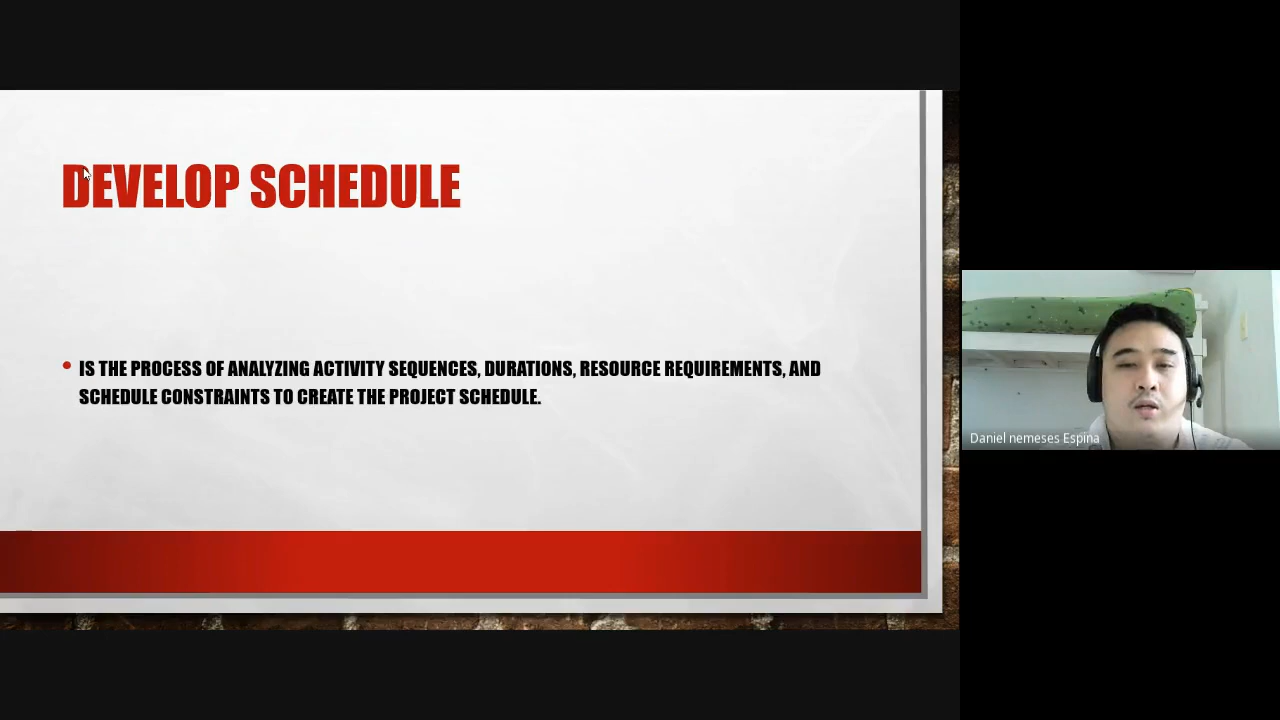 DEVELOP SCHEDULE
• IS THE PROCESS OF ANALYZING ACTIVITY SEQUENCES, DURATIONS, RESOURCE REQUIREMENTS, AND
SCHEDULE CONSTRAINTS TO CREATE THE PROJECT SCHEDULE.
Daniel nemeses Espina